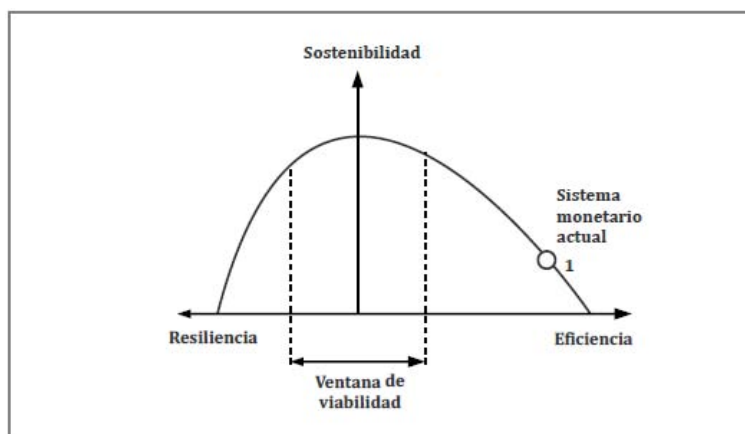 Sostenibilidad
Sistema
monetario
actual
1
Resiliencia
Eficiencia
Ventana de
viabilidad